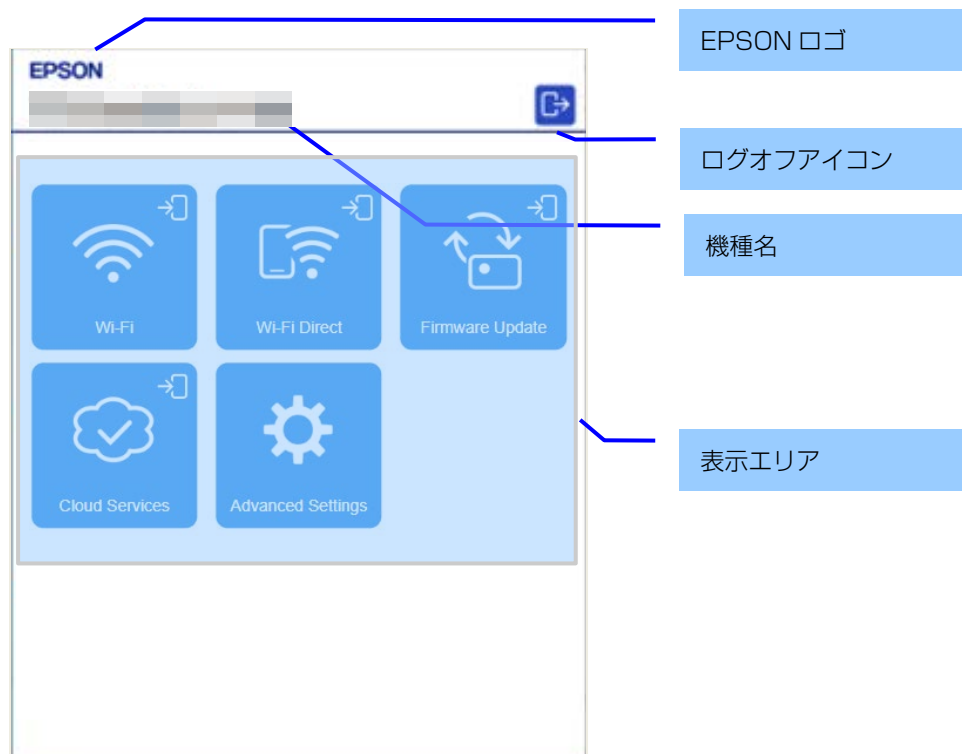 EPSON ロゴ
EPSON
ログオフアイコン
機種名
Wi-Fi
Wi-Fi Direct
Firmware Update
表示エリア
Cloud Services
Advanced Settings